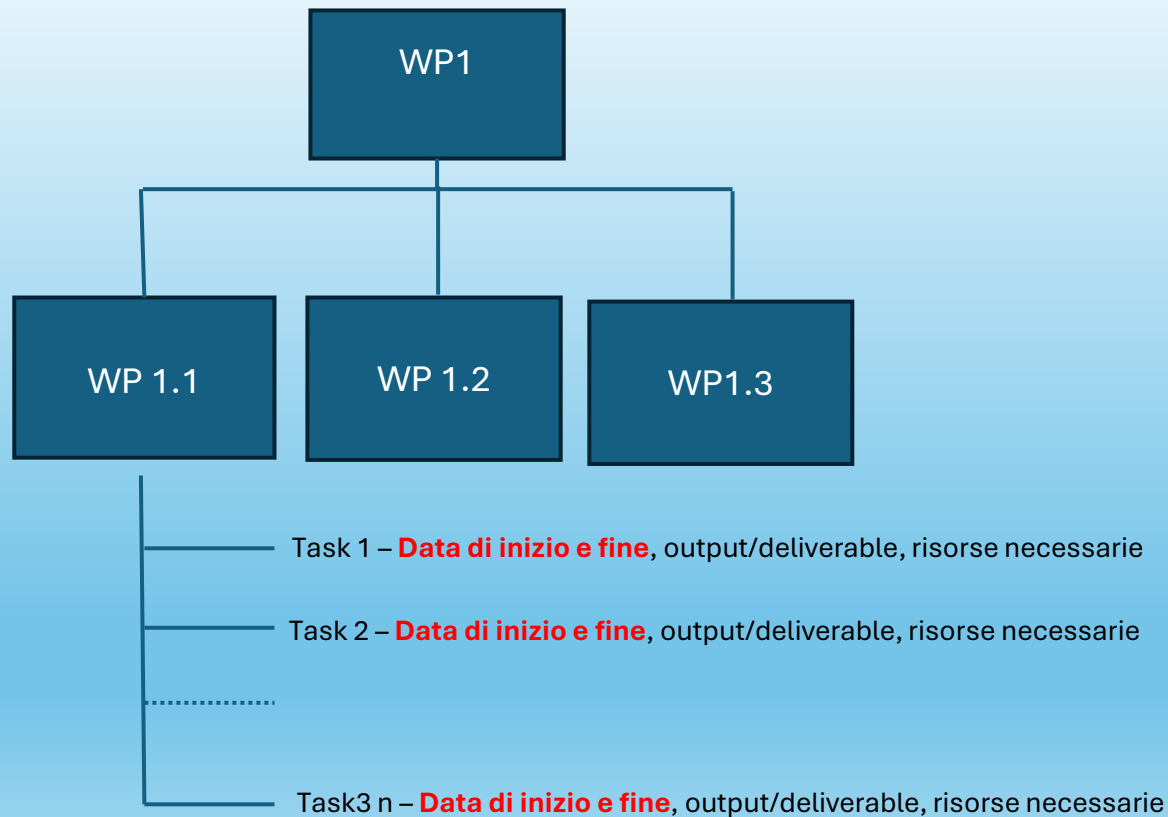 WP1
WP 1.1
WP 1.2
WP1.3
Task 1 – Data di inizio e fine, output/deliverable, risorse necessarie
Task 2 – Data di inizio e fine, output/deliverable, risorse necessarie
Task3 n – Data di inizio e fine, output/deliverable, risorse necessarie